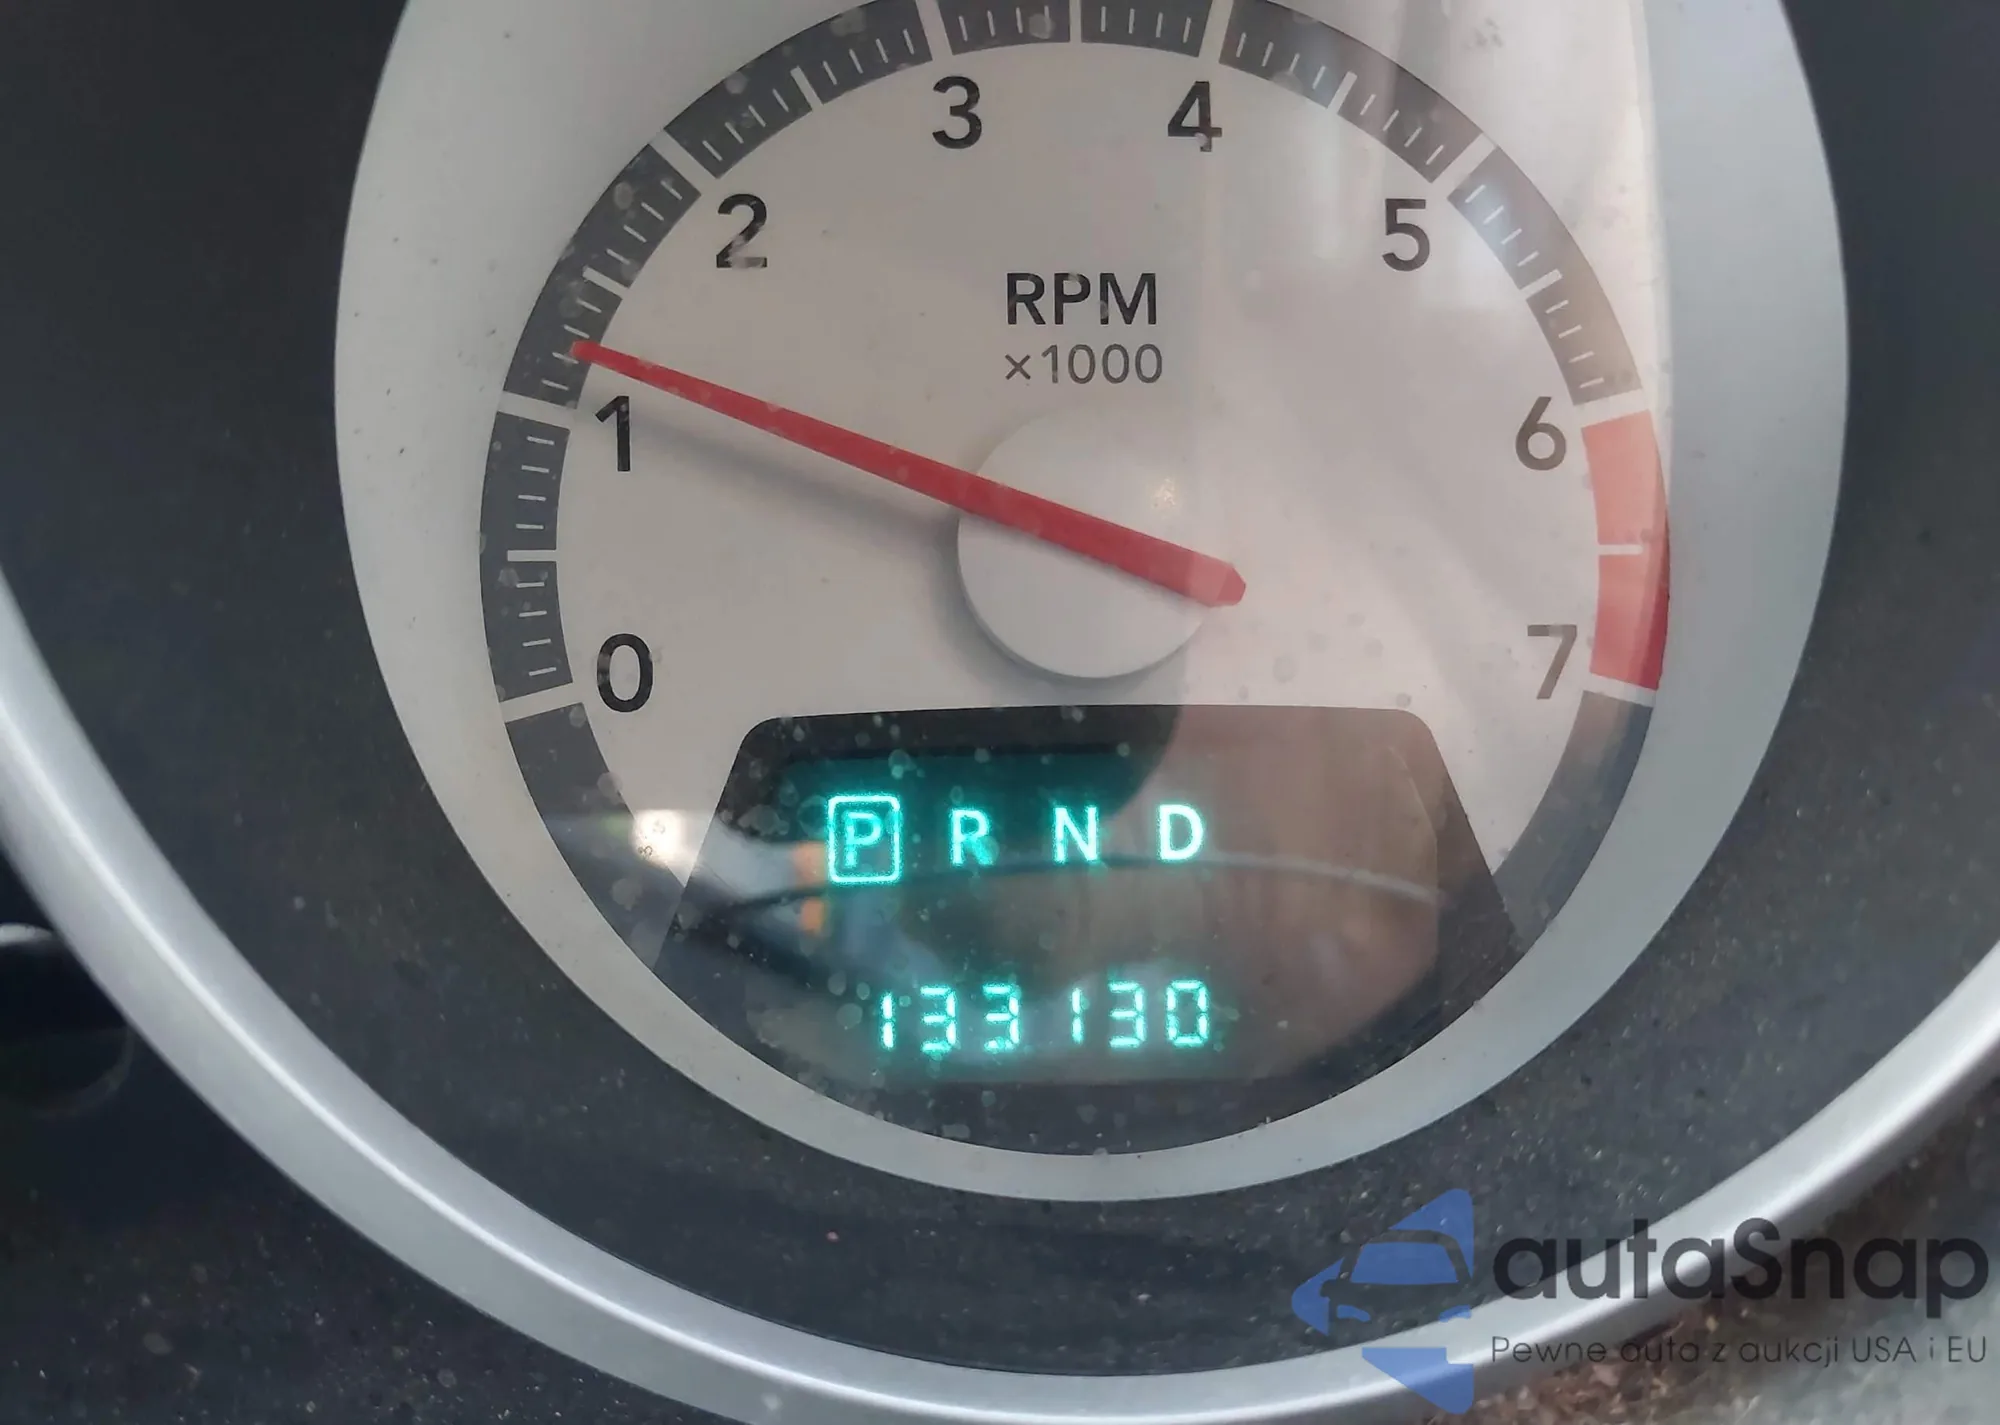 3 4
2 5
RPM
×1000
1 6
0 7
P R N D
133130
autaSnap
Pewne auta z aukcji USA i EU